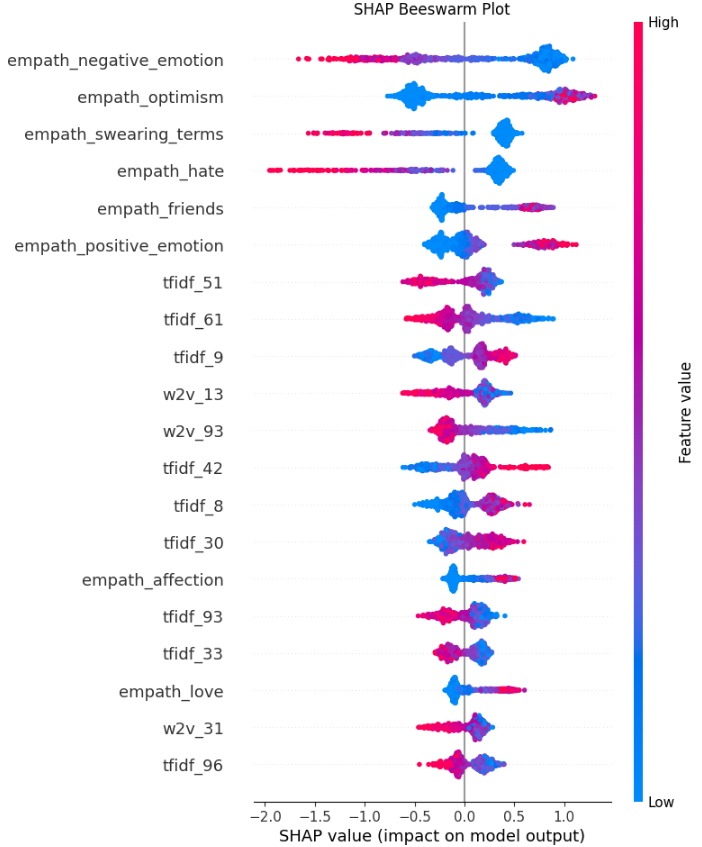 SHAP Beeswarm Plot
High
empath_negative_emotion
empath_optimism
empath_swearing_terms
empath_hate
empath_friends
empath_positive_emotion
tfidf_51
tfidf_61
tfidf_9
w2v_13
w2v_93
tfidf_42
tfidf_8
tfidf_30
empath_affection
tfidf_93
tfidf_33
empath_love
w2v_31
tfidf_96
Feature value
Low
−2.0 −1.5 −1.0 −0.5 0.0 0.5 1.0
SHAP value (impact on model output)